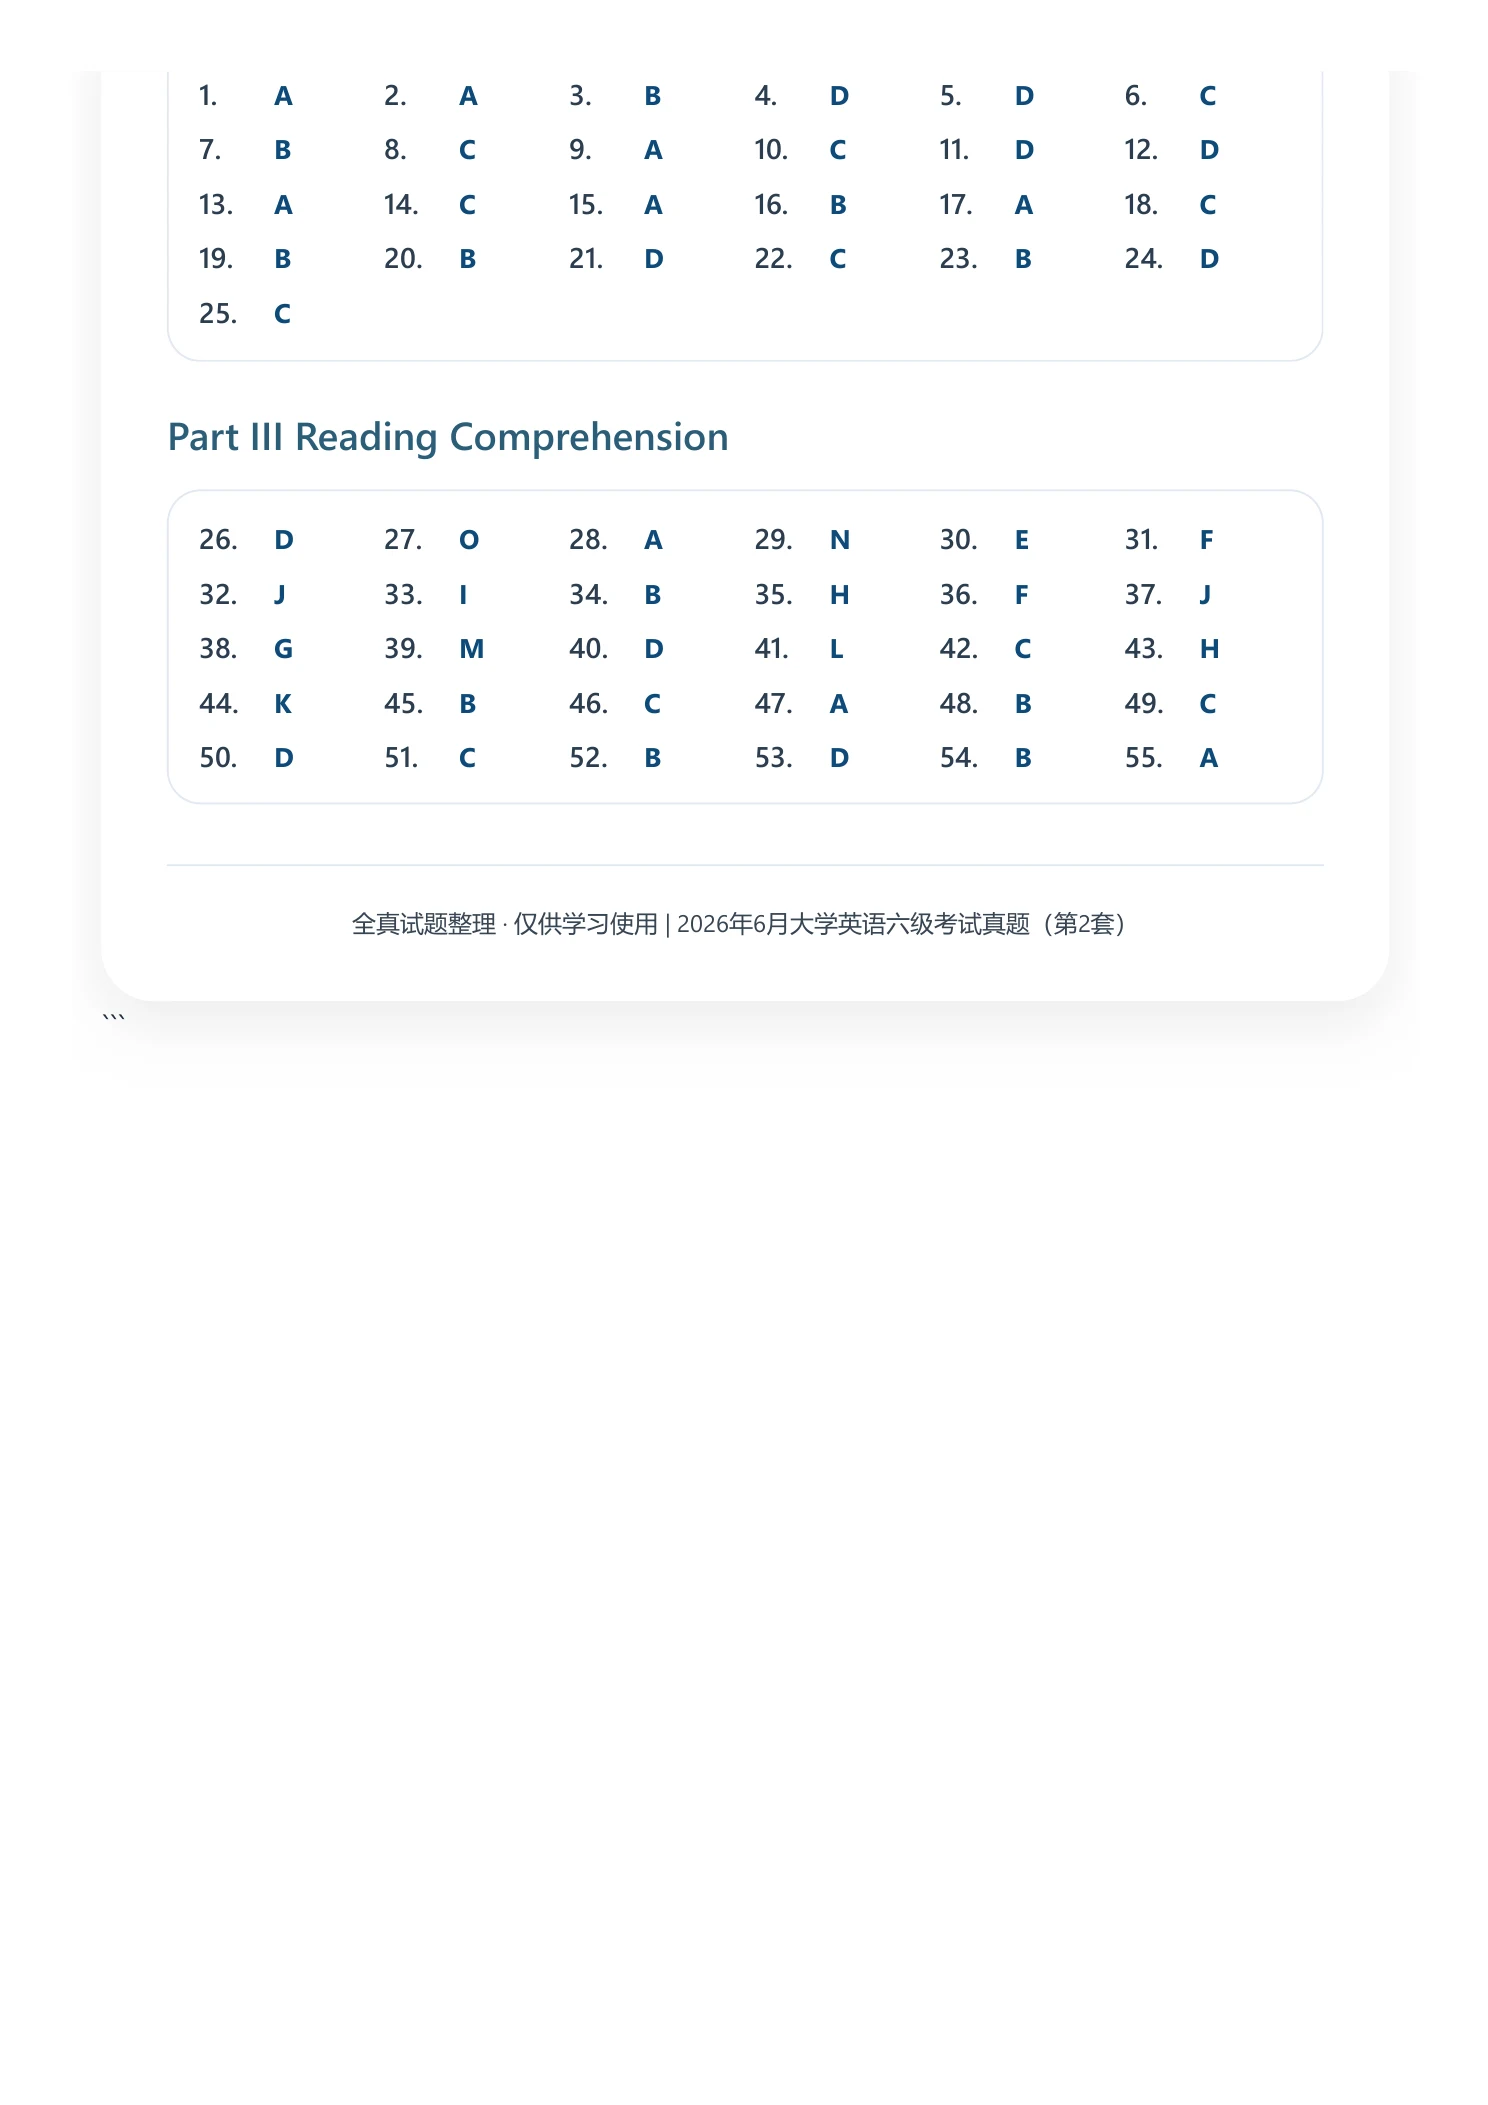 1. A 2. A 3. B 4. D 5. D 6. C
7. B 8. C 9. A 10. C 11. D 12. D
13. A 14. C 15. A 16. B 17. A 18. C
19. B 20. B 21. D 22. C 23. B 24. D
25. C
Part III Reading Comprehension
26. D 27. O 28. A 29. N 30. E 31. F
32. J 33. I 34. B 35. H 36. F 37. J
38. G 39. M 40. D 41. L 42. C 43. H
44. K 45. B 46. C 47. A 48. B 49. C
50. D 51. C 52. B 53. D 54. B 55. A
全真试题整理 · 仅供学习使用 | 2026年6月大学英语六级考试真题（第2套）
```